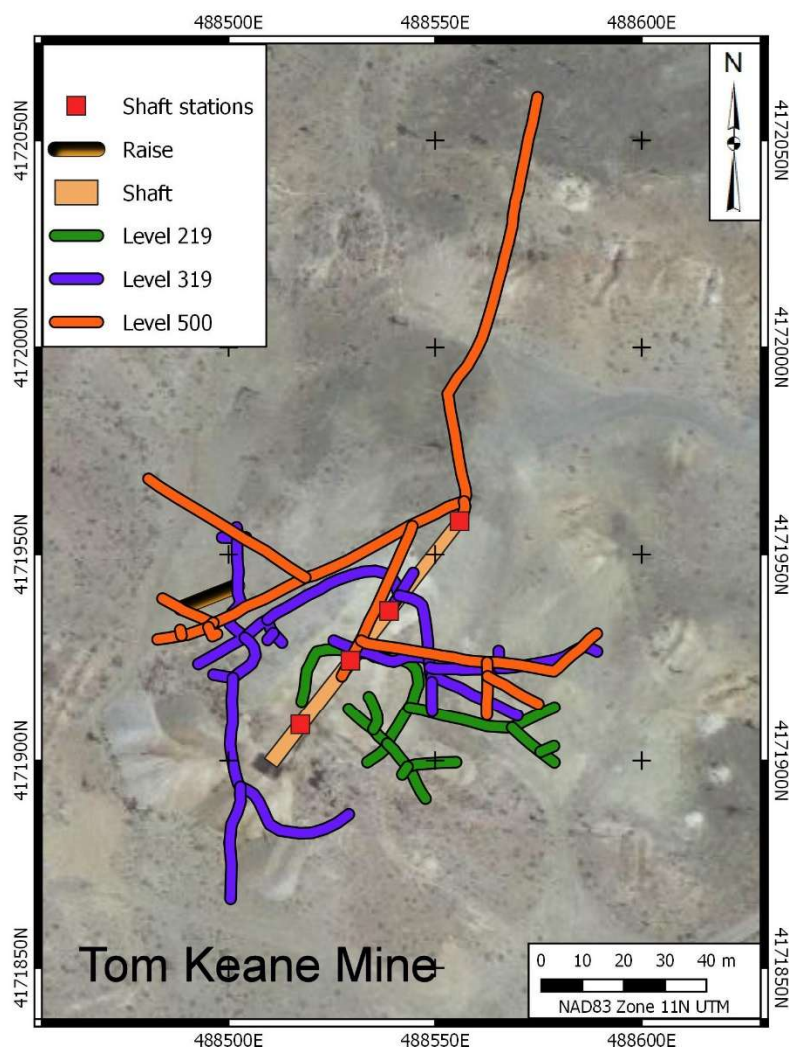 488500E 488550E 488600E
N
Shaft stations
Raise
Shaft
Level 219
Level 319
Level 500
4172050N 4172050N
4172000N 4172000N
4171950N 4171950N
4171900N 4171900N
4171850N 4171850N
Tom Keane Mine
0 10 20 30 40 m
NAD83 Zone 11N UTM
488500E 488550E 488600E